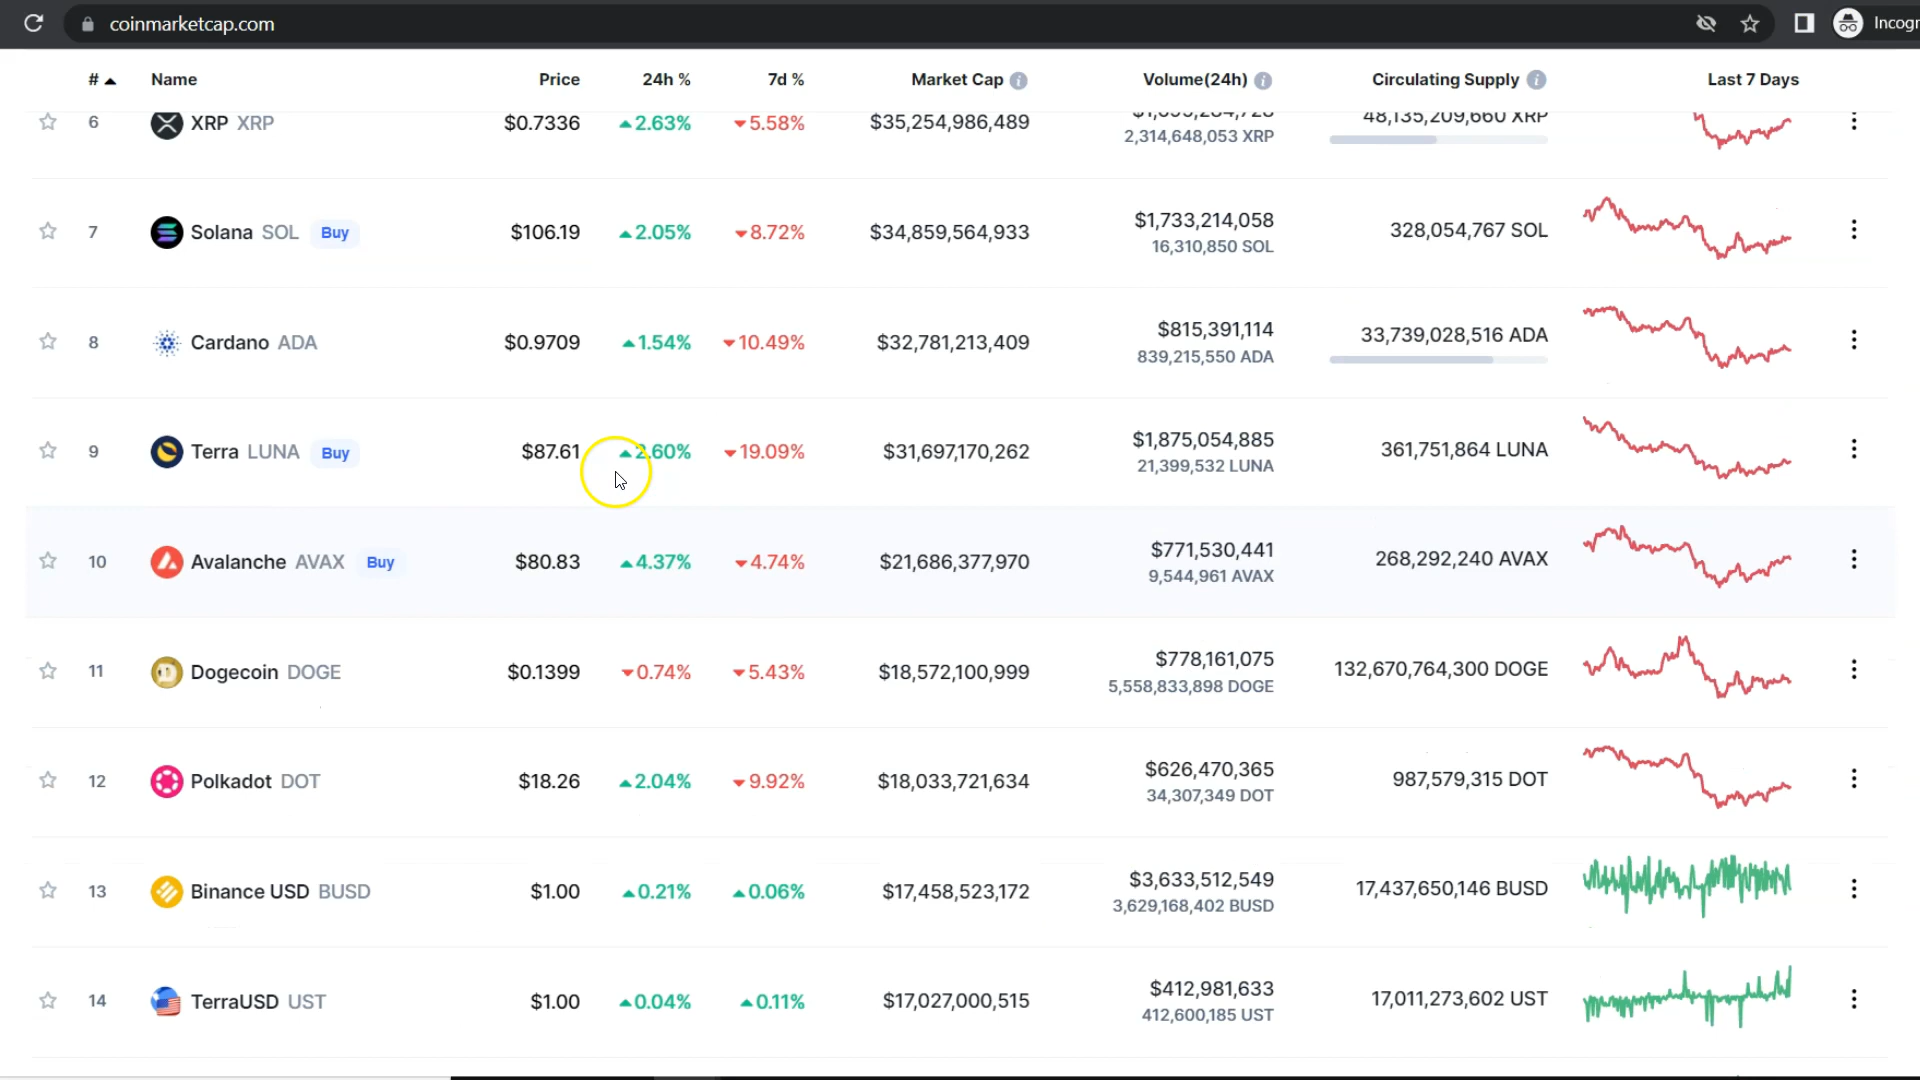 coinmarketcap.com
# Name Price 24h % 7d % Market Cap Volume(24h) Circulating Supply Last 7 Days
6 XRP XRP $0.7336 2.63% 5.58% $35,254,986,489 48,135,209,660 XRP
2,314,648,053 XRP
7 Solana SOL Buy $106.19 2.05% 8.72% $34,859,564,933 $1,733,214,058 328,054,767 SOL
16,310,850 SOL
8 Cardano ADA $0.9709 1.54% 10.49% $32,781,213,409 $815,391,114 33,739,028,516 ADA
839,215,550 ADA
9 Terra LUNA Buy $87.61 2.60% 19.09% $31,697,170,262 $1,875,054,885 361,751,864 LUNA
21,399,532 LUNA
10 Avalanche AVAX Buy $80.83 4.37% 4.74% $21,686,377,970 $771,530,441 268,292,240 AVAX
9,544,961 AVAX
11 Dogecoin DOGE $0.1399 0.74% 5.43% $18,572,100,999 $778,161,075 132,670,764,300 DOGE
5,558,833,898 DOGE
12 Polkadot DOT $18.26 2.04% 9.92% $18,033,721,634 $626,470,365 987,579,315 DOT
34,307,349 DOT
13 Binance USD BUSD $1.00 0.21% 0.06% $17,458,523,172 $3,633,512,549 17,437,650,146 BUSD
3,629,168,402 BUSD
14 TerraUSD UST $1.00 0.04% 0.11% $17,027,000,515 $412,981,633 17,011,273,602 UST
412,600,185 UST